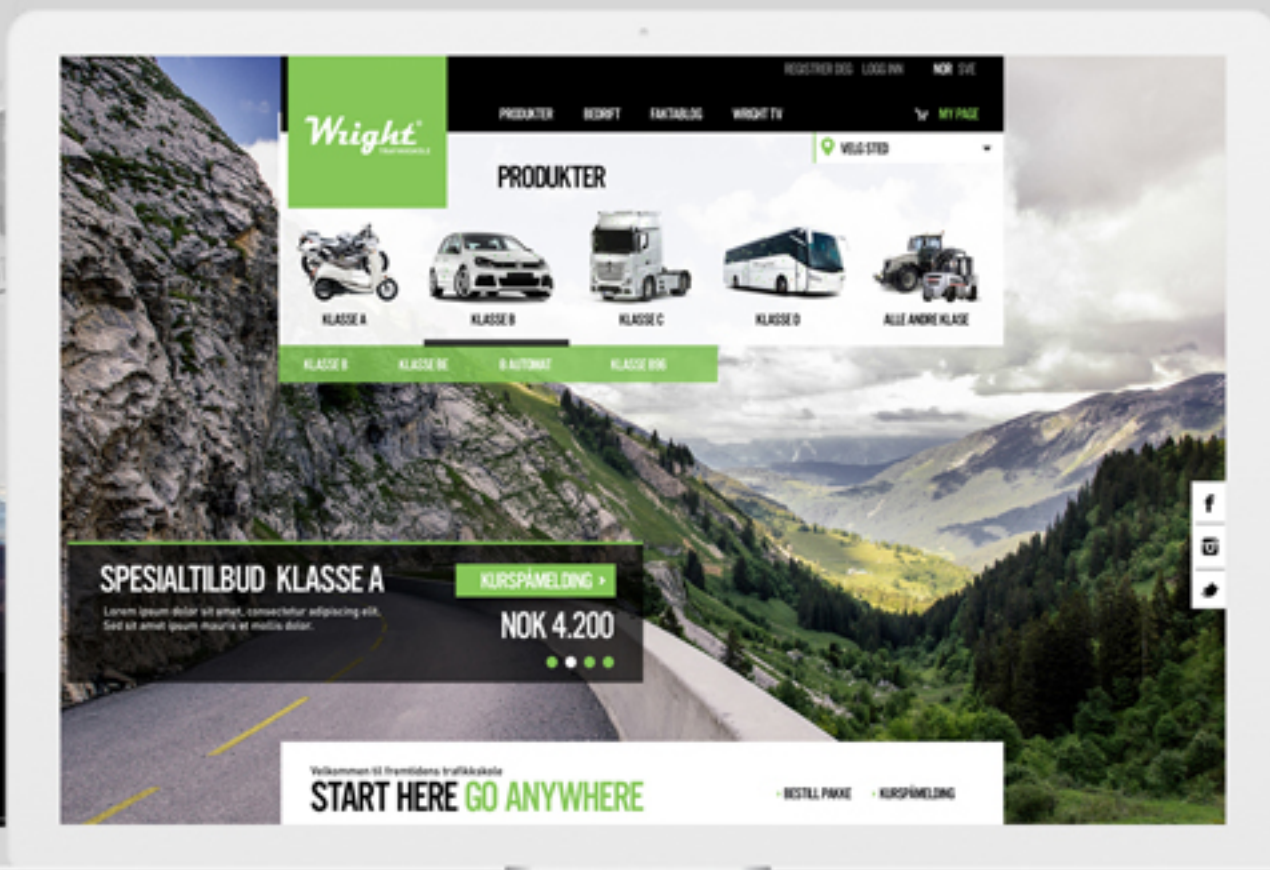 REGISTRER DEG LOGG INN NOR SVE
Wright
TRAFIKKSKOLE
PRODUKTER BEDRIFT FAKTABLOG WRIGHT TV MY PAGE
VELG STED
PRODUKTER
KLASSE A KLASSE B KLASSE C KLASSE D ALLE ANDRE KLASE
KLASSE B KLASSE BE B AUTOMAT KLASSE B96
SPESIALTILBUD KLASSE A
KURSPÅMELDING
Lorem ipsum dolor sit amet, consectetur adipiscing elit.
Sed sit amet ipsum mauris et mollis dolor.
NOK 4.200
Velkommen til fremtidens trafikkskole
START HERE GO ANYWHERE
BESTILL PAKKE KURSPÅMELDING